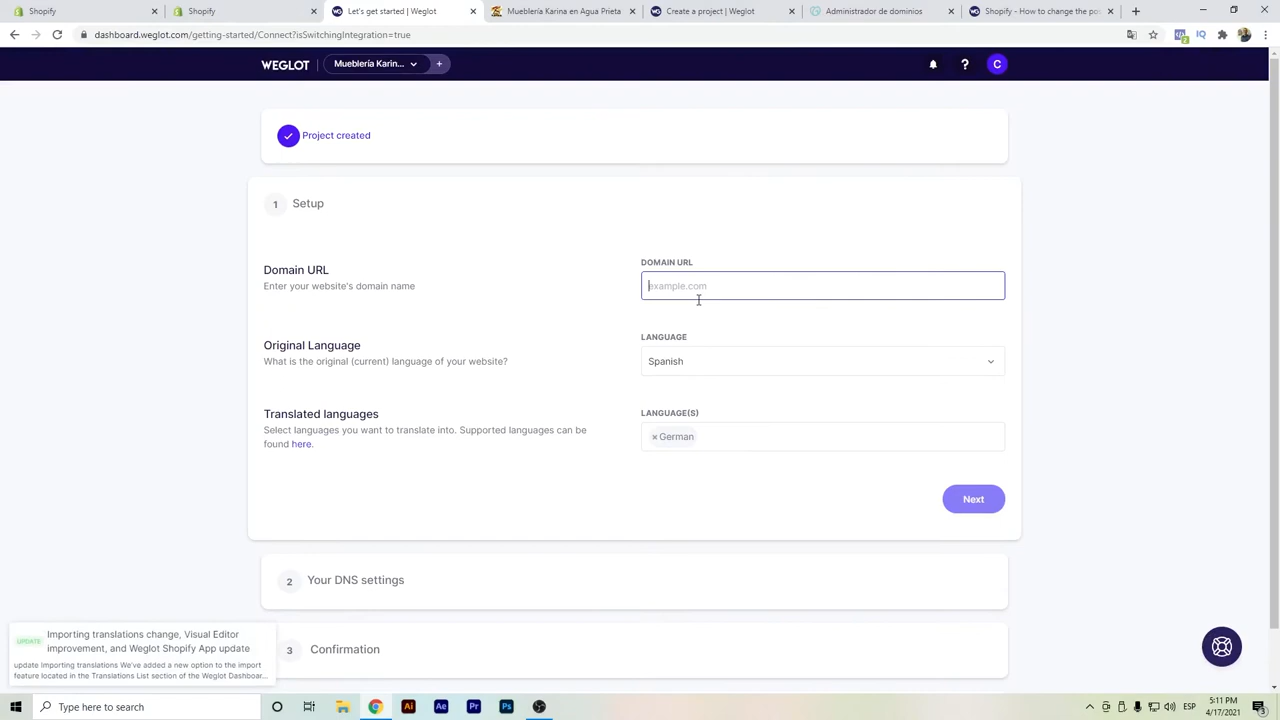 Shopify
Shopify
Let's get started | Weglot
Mueblería Karina en Agua Prieta
Create a project | Weglot
Administrador de dominios
Shopify - How to change the po
dashboard.weglot.com/getting-started/Connect?isSwitchingIntegration=true
WEGLOT
Mueblería Karin...
+
?
C
Project created
1
Setup
Domain URL
Enter your website's domain name
DOMAIN URL
example.com
Original Language
What is the original (current) language of your website?
LANGUAGE
Spanish
Translated languages
Select languages you want to translate into. Supported languages can be
found here.
LANGUAGE(S)
× German
Next
2
Your DNS settings
3
Confirmation
UPDATE
Importing translations change, Visual Editor
improvement, and Weglot Shopify App update
update Importing translations We've added a new option to the import
feature located in the Translations List section of the Weglot Dashboar...
Type here to search
Ai
Ae
Pr
Ps
ESP
5:11 PM
4/17/2021